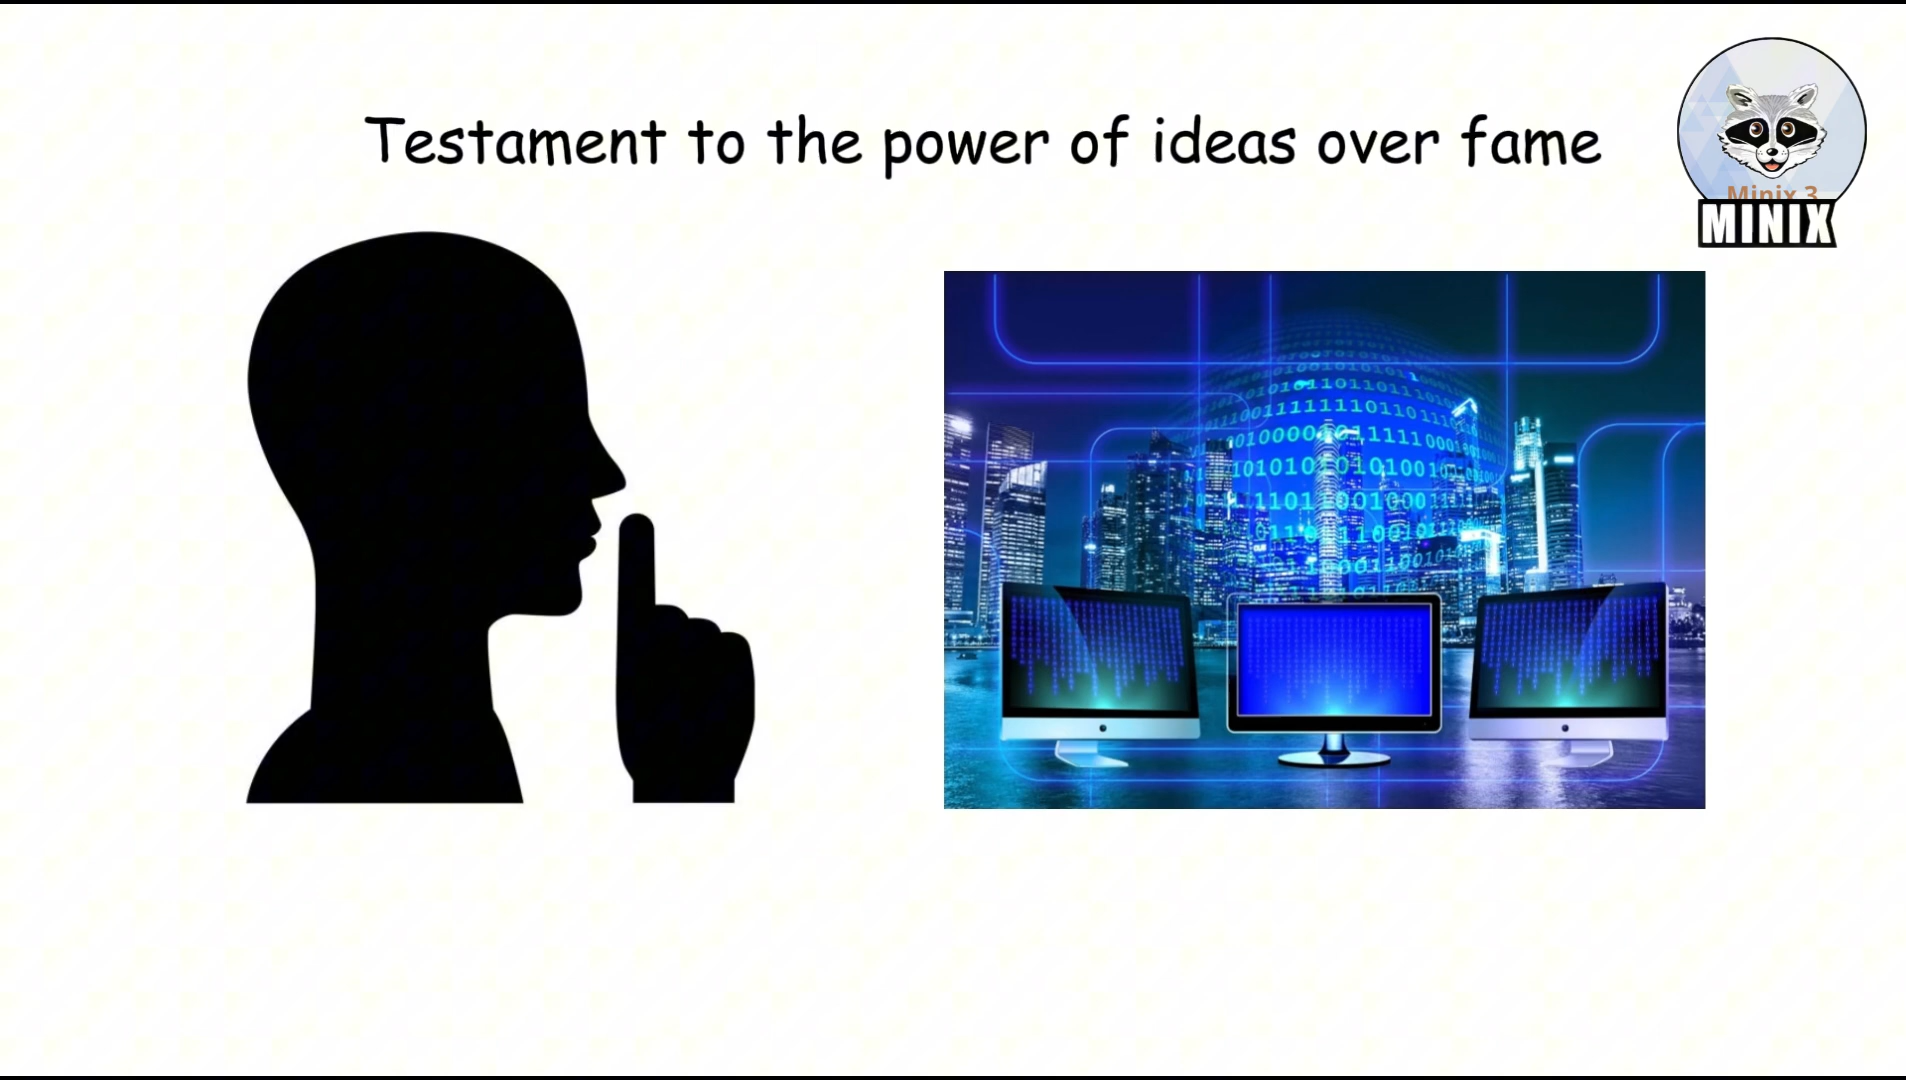 Testament to the power of ideas over fame
Minix 3
MINIX